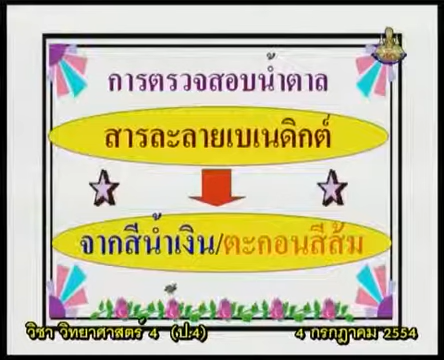 การตรวจสอบน้ำตาล
สารละลายเบเนดิกต์
จากสีน้ำเงิน/ตะกอนสีส้ม
วิชา วิทยาศาสตร์ 4 (ป.4) 4 กรกฎาคม 2554